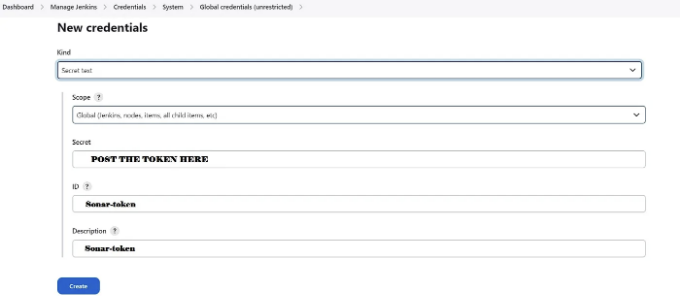 Dashboard > Manage Jenkins > Credentials > System > Global credentials (unrestricted) >
New credentials
Kind
Secret text
Scope ?
Global (Jenkins, nodes, items, all child items, etc)
Secret
POST THE TOKEN HERE
ID ?
Sonar-token
Description ?
Sonar-token
Create